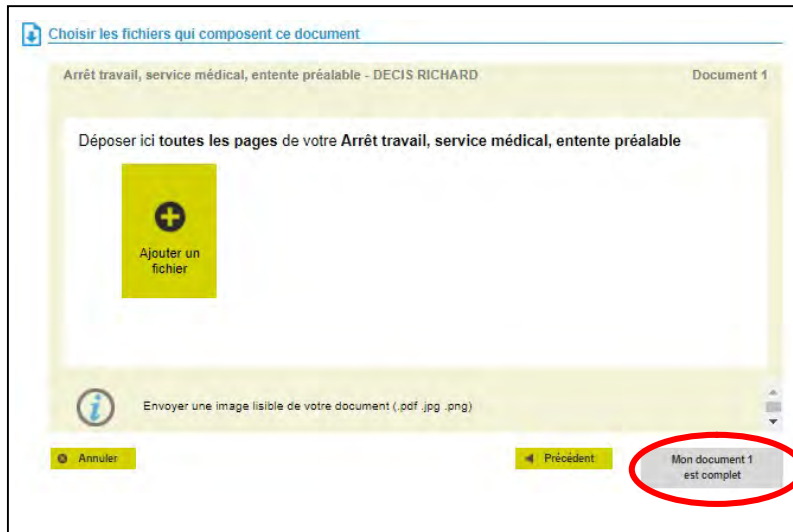 Choisir les fichiers qui composent ce document
Arrêt travail, service médical, entente préalable - DECIS RICHARD Document 1
Déposer ici toutes les pages de votre Arrêt travail, service médical, entente préalable
Ajouter un
fichier
Envoyer une image lisible de votre document (.pdf .jpg .png)
Annuler
Précédent
Mon document 1
est complet